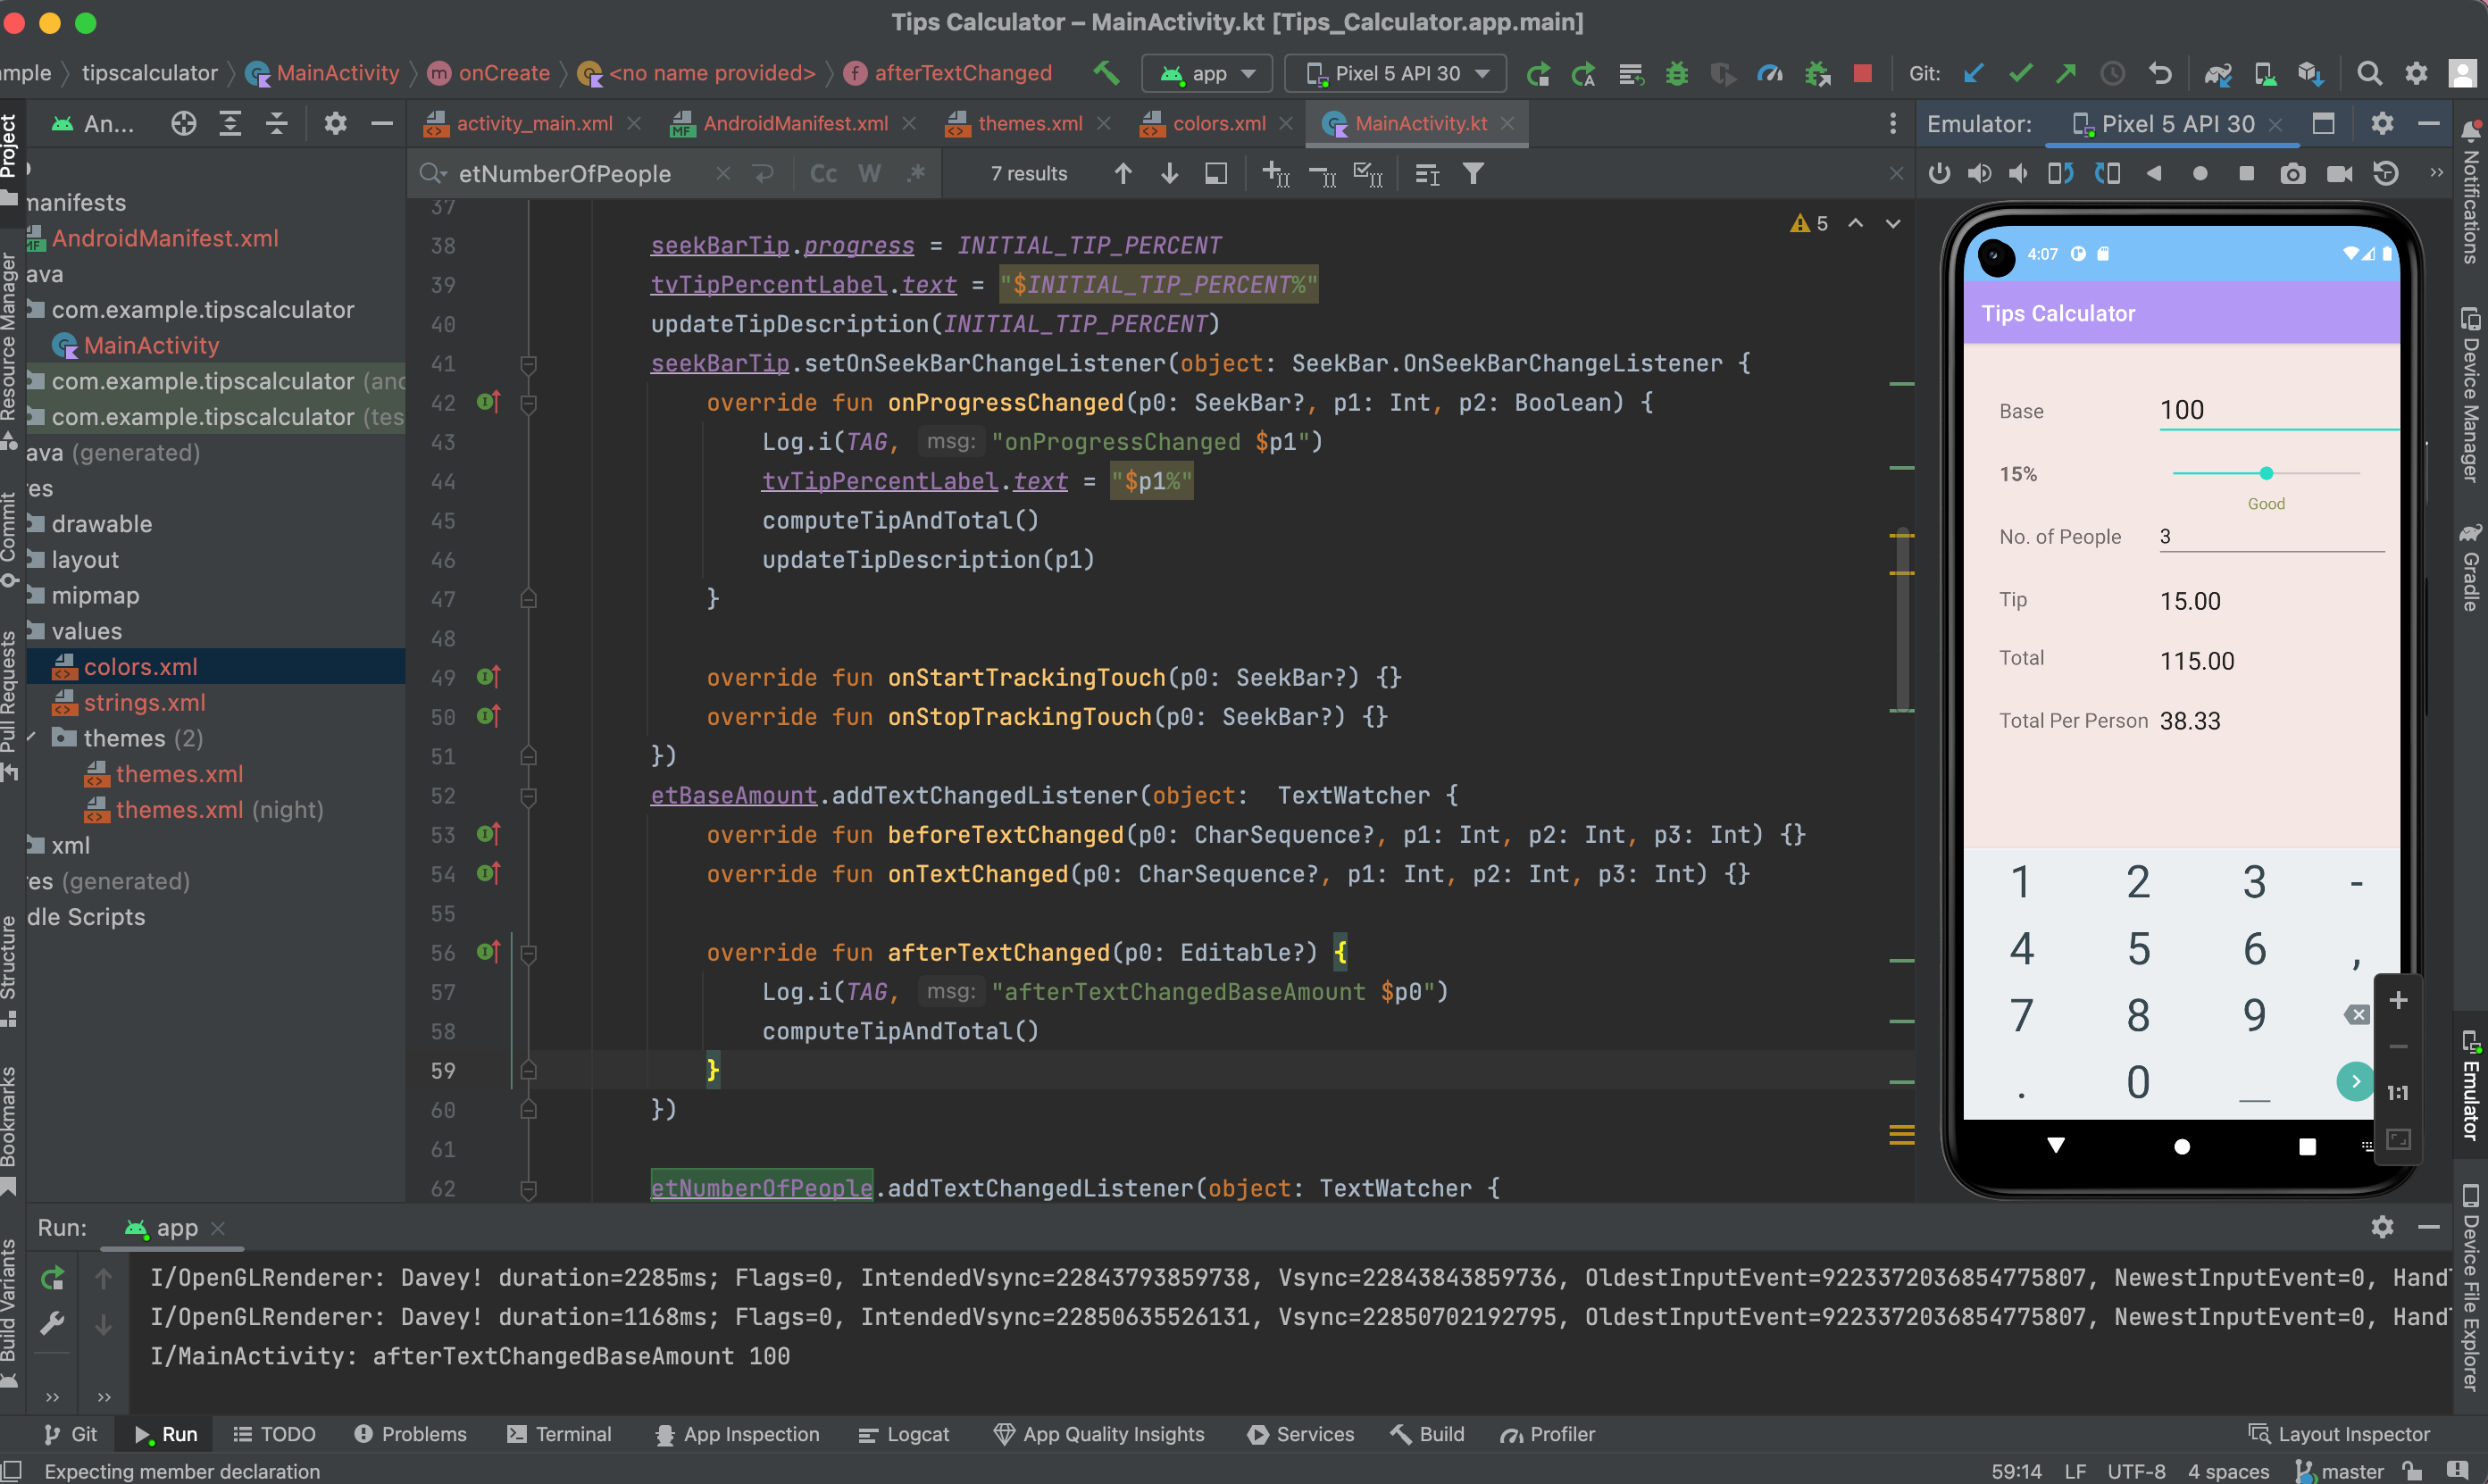 Tips Calculator – MainActivity.kt [Tips_Calculator.app.main]
mple
tipscalculator
MainActivity
m onCreate
<no name provided>
f afterTextChanged
app
Pixel 5 API 30
Git:
An...
activity_main.xml
AndroidManifest.xml
themes.xml
colors.xml
MainActivity.kt
Emulator:
Pixel 5 API 30
etNumberOfPeople
Cc W .*
7 results
Project
Resource Manager
Commit
Pull Requests
Structure
Bookmarks
Build Variants
manifests
AndroidManifest.xml
ava
com.example.tipscalculator
MainActivity
com.example.tipscalculator (anc
com.example.tipscalculator (tes
ava (generated)
res
drawable
layout
mipmap
values
colors.xml
strings.xml
themes (2)
themes.xml
themes.xml (night)
xml
res (generated)
dle Scripts
5
37
38 seekBarTip.progress = INITIAL_TIP_PERCENT
39 tvTipPercentLabel.text = "$INITIAL_TIP_PERCENT%"
40 updateTipDescription(INITIAL_TIP_PERCENT)
41 seekBarTip.setOnSeekBarChangeListener(object: SeekBar.OnSeekBarChangeListener {
42 override fun onProgressChanged(p0: SeekBar?, p1: Int, p2: Boolean) {
43 Log.i(TAG, msg: "onProgressChanged $p1")
44 tvTipPercentLabel.text = "$p1%"
45 computeTipAndTotal()
46 updateTipDescription(p1)
47 }
48
49 override fun onStartTrackingTouch(p0: SeekBar?) {}
50 override fun onStopTrackingTouch(p0: SeekBar?) {}
51 })
52 etBaseAmount.addTextChangedListener(object: TextWatcher {
53 override fun beforeTextChanged(p0: CharSequence?, p1: Int, p2: Int, p3: Int) {}
54 override fun onTextChanged(p0: CharSequence?, p1: Int, p2: Int, p3: Int) {}
55
56 override fun afterTextChanged(p0: Editable?) {
57 Log.i(TAG, msg: "afterTextChangedBaseAmount $p0")
58 computeTipAndTotal()
59 }
60 })
61
62 etNumberOfPeople.addTextChangedListener(object: TextWatcher {
4:07
Tips Calculator
Base 100
15%
Good
No. of People 3
Tip 15.00
Total 115.00
Total Per Person 38.33
1 2 3 -
4 5 6 ,
7 8 9
. 0
1:1
Notifications
Device Manager
Gradle
Emulator
Device File Explorer
Run: app
I/OpenGLRenderer: Davey! duration=2285ms; Flags=0, IntendedVsync=22843793859738, Vsync=22843843859736, OldestInputEvent=9223372036854775807, NewestInputEvent=0, HandT
I/OpenGLRenderer: Davey! duration=1168ms; Flags=0, IntendedVsync=22850635526131, Vsync=22850702192795, OldestInputEvent=9223372036854775807, NewestInputEvent=0, Hand
I/MainActivity: afterTextChangedBaseAmount 100
Git
Run
TODO
Problems
Terminal
App Inspection
Logcat
App Quality Insights
Services
Build
Profiler
Layout Inspector
Expecting member declaration
59:14 LF UTF-8 4 spaces master